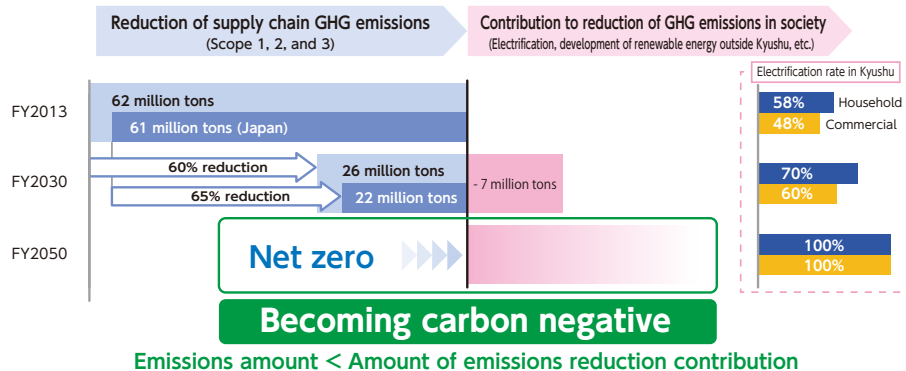 Reduction of supply chain GHG emissions
(Scope 1, 2, and 3)
Contribution to reduction of GHG emissions in society
(Electrification, development of renewable energy outside Kyushu, etc.)
Electrification rate in Kyushu
FY2013
62 million tons
61 million tons (Japan)
58%
Household
48%
Commercial
FY2030
60% reduction
65% reduction
26 million tons
22 million tons
- 7 million tons
70%
60%
FY2050
Net zero
100%
100%
Becoming carbon negative
Emissions amount < Amount of emissions reduction contribution